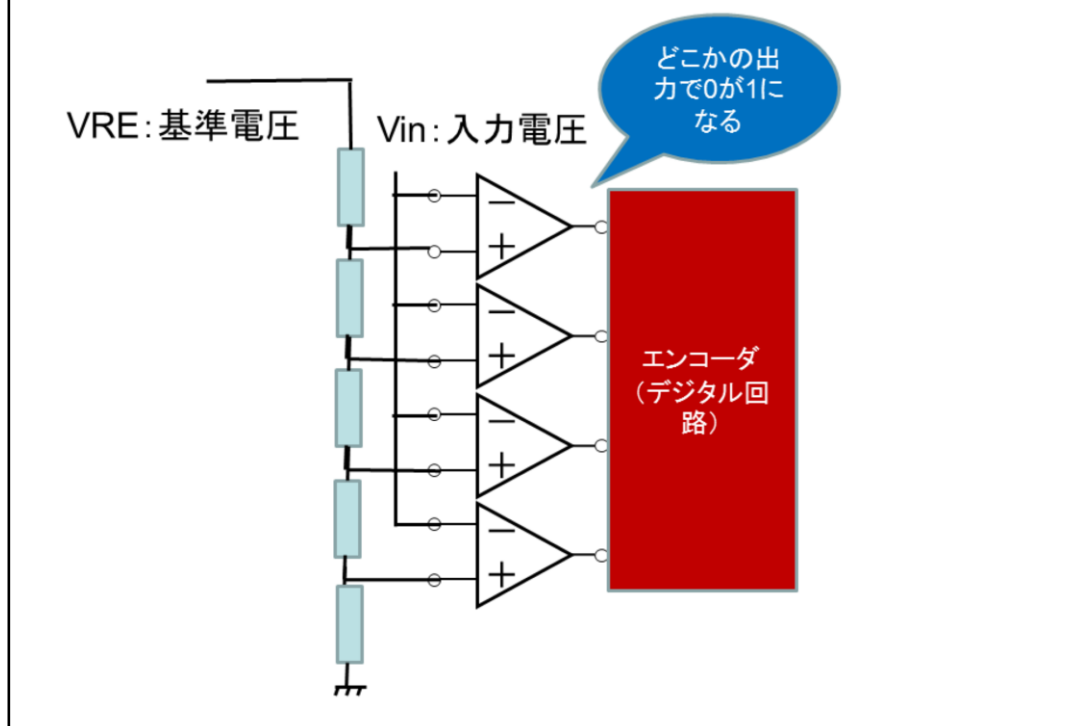 どこかの出
力で0が1に
なる
VRE:基準電圧
Vin:入力電圧
−
+
−
+
−
+
−
+
エンコーダ
(デジタル回
路)